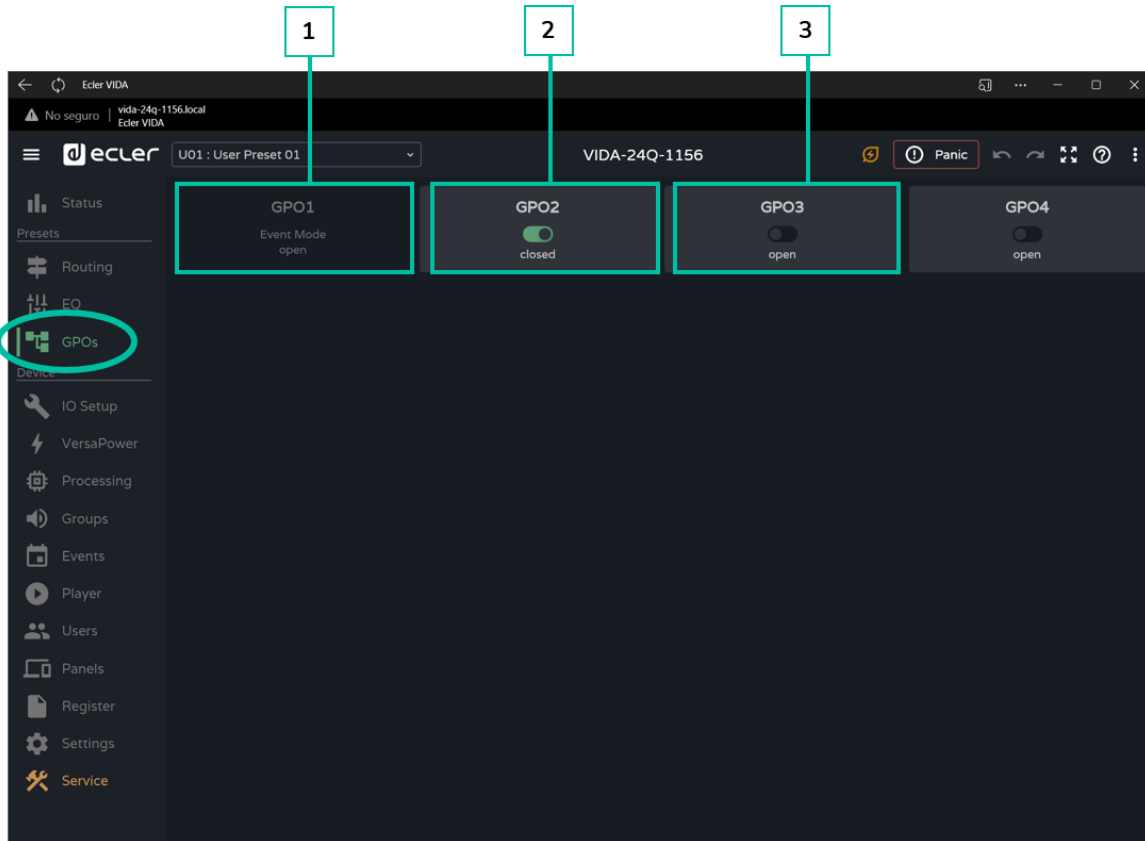 1
2
3
Ecler VIDA
No seguro
vida-24q-1156.local
Ecler VIDA
ecler
U01 : User Preset 01
VIDA-24Q-1156
Panic
Status
Presets
Routing
EQ
GPOs
Device
IO Setup
VersaPower
Processing
Groups
Events
Player
Users
Panels
Register
Settings
Service
GPO1
Event Mode
open
GPO2
closed
GPO3
open
GPO4
open